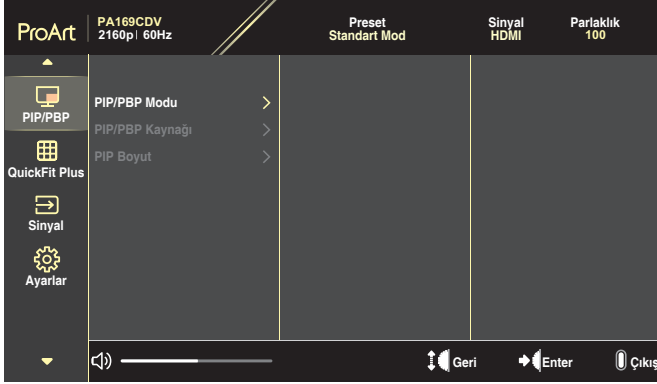 ProArt
PA169CDV
2160p| 60Hz
Preset
Standart Mod
Sinyal
HDMI
Parlaklık
100
PIP/PBP
QuickFit Plus
Sinyal
Ayarlar
PIP/PBP Modu
PIP/PBP Kaynağı
PIP Boyut
Geri
Enter
Çıkış